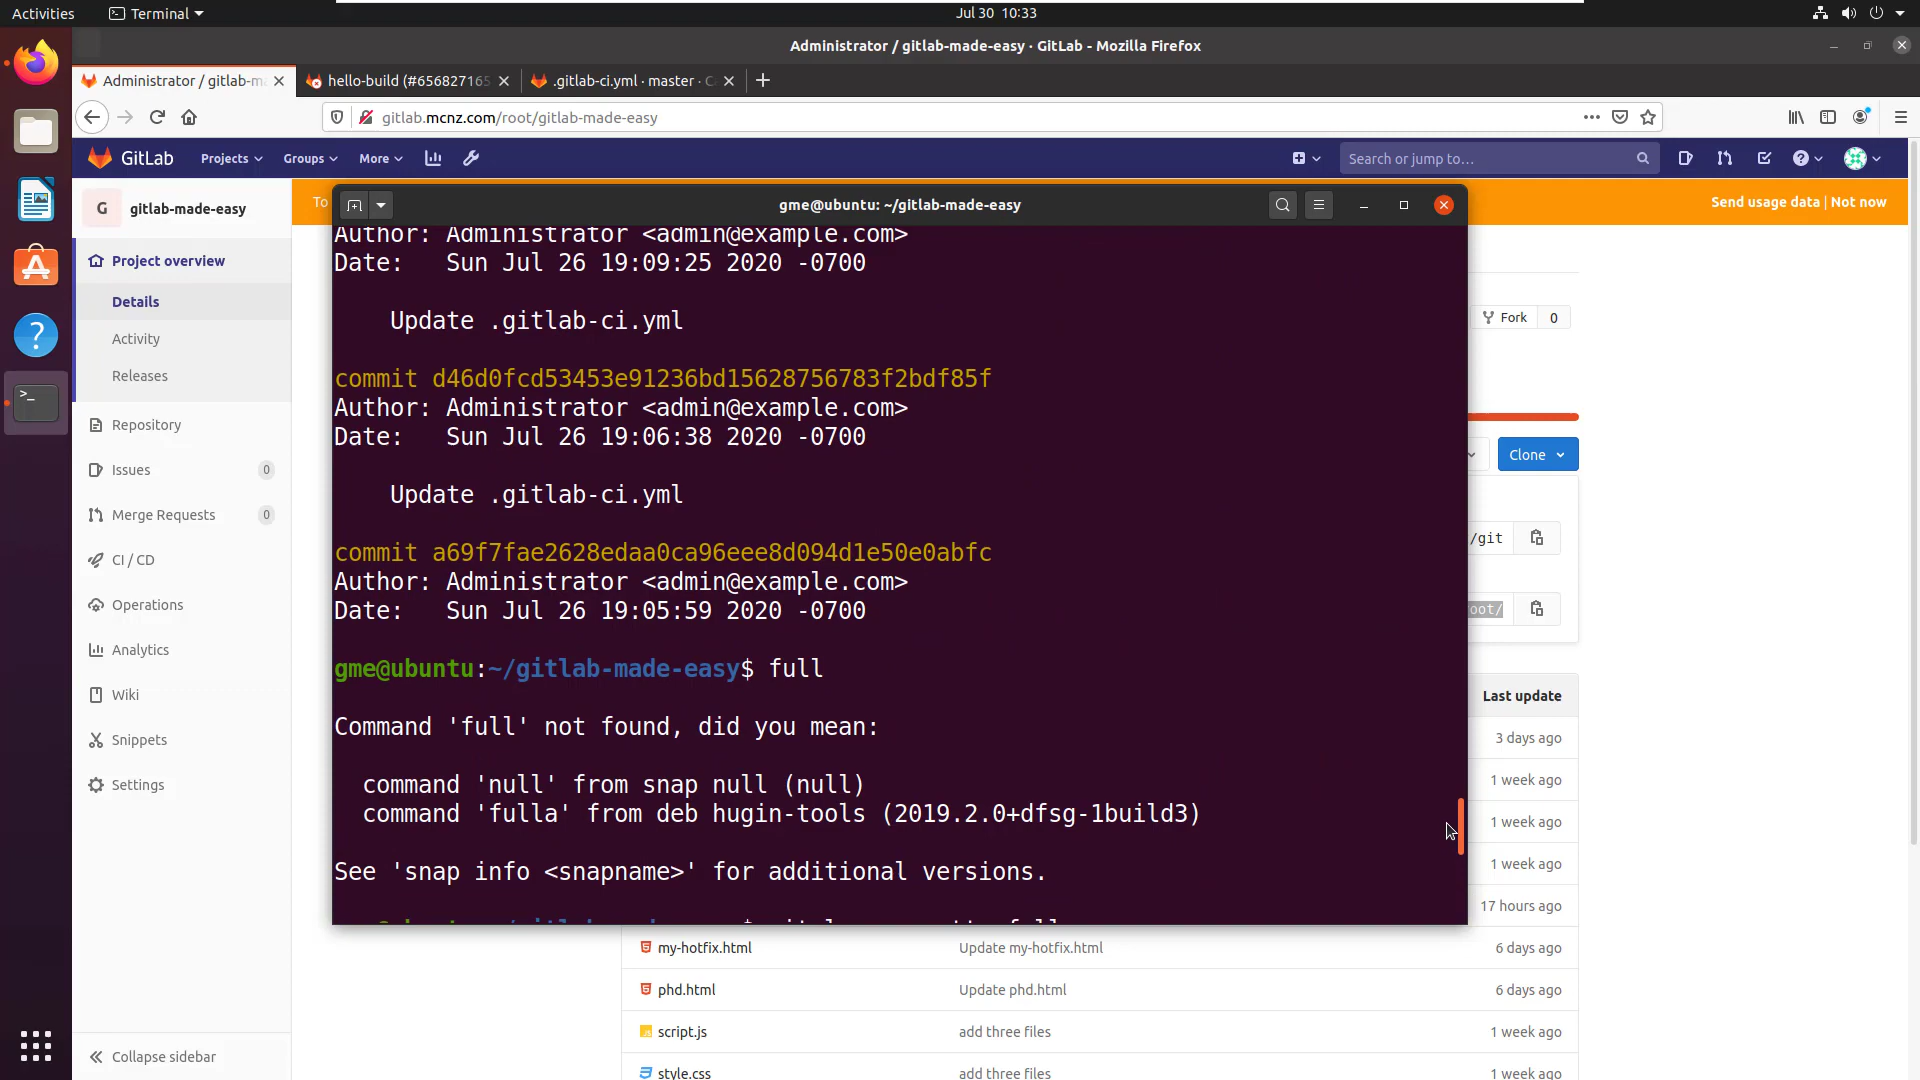 Activities
Terminal
Jul 30 10:33
Administrator / gitlab-made-easy · GitLab - Mozilla Firefox
Administrator / gitlab-m
hello-build (#656827165
.gitlab-ci.yml · master ·
gitlab.mcnz.com/root/gitlab-made-easy
GitLab
Projects
Groups
More
Search or jump to…
G
gitlab-made-easy
To
Send usage data | Not now
Project overview
Details
Activity
Releases
Repository
Issues 0
Merge Requests 0
CI / CD
Operations
Analytics
Wiki
Snippets
Settings
Collapse sidebar
gme@ubuntu: ~/gitlab-made-easy
Author: Administrator <admin@example.com>
Date:   Sun Jul 26 19:09:25 2020 -0700
Update .gitlab-ci.yml
commit d46d0fcd53453e91236bd15628756783f2bdf85f
Author: Administrator <admin@example.com>
Date:   Sun Jul 26 19:06:38 2020 -0700
Update .gitlab-ci.yml
commit a69f7fae2628edaa0ca96eee8d094d1e50e0abfc
Author: Administrator <admin@example.com>
Date:   Sun Jul 26 19:05:59 2020 -0700
gme@ubuntu:~/gitlab-made-easy$ full
Command 'full' not found, did you mean:
command 'null' from snap null (null)
command 'fulla' from deb hugin-tools (2019.2.0+dfsg-1build3)
See 'snap info <snapname>' for additional versions.
Fork 0
Clone
/git
oot/
Last update
3 days ago
1 week ago
1 week ago
1 week ago
17 hours ago
my-hotfix.html Update my-hotfix.html 6 days ago
phd.html Update phd.html 6 days ago
script.js add three files 1 week ago
style.css add three files 1 week ago